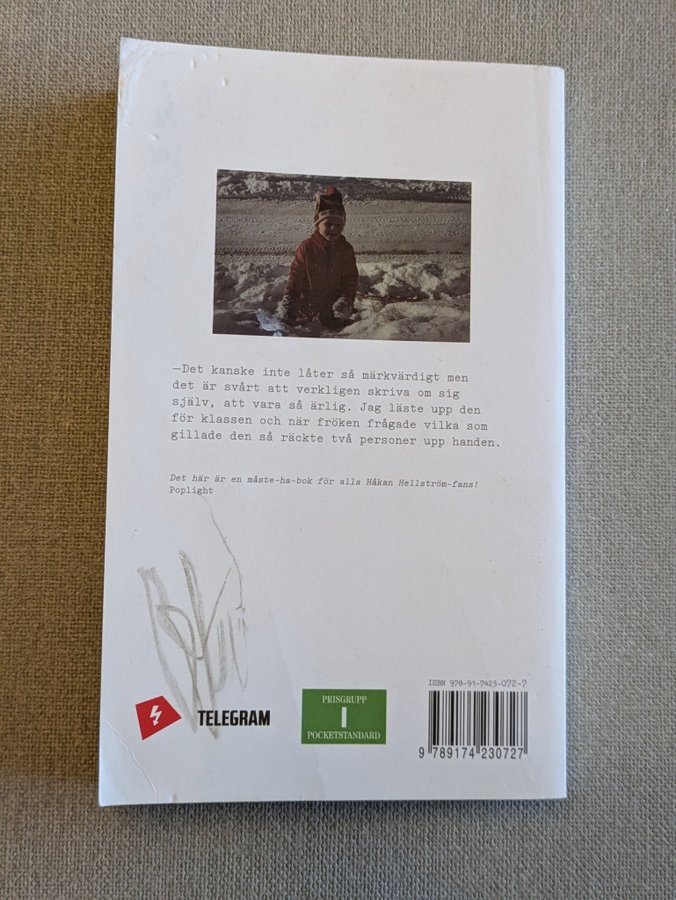 —Det kanske inte låter så märkvärdigt men
det är svårt att verkligen skriva om sig
själv, att vara så ärlig. Jag läste upp den
för klassen och när fröken frågade vilka som
gillade den så räckte två personer upp handen.
Det här är en måste-ha-bok för alla Håkan Hellström-fans!
Poplight
ISBN 978-91-7423-072-7
TELEGRAM
PRISGRUPP
I
POCKETSTANDARD
9 789174 230727